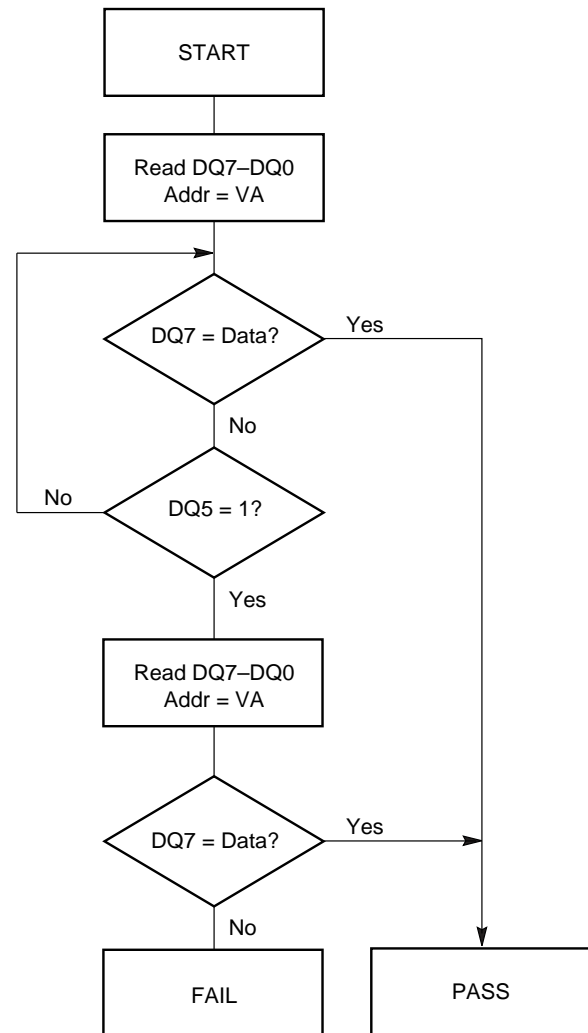 START
Read DQ7–DQ0
Addr = VA
DQ7 = Data?
Yes
No
No
DQ5 = 1?
Yes
Read DQ7–DQ0
Addr = VA
DQ7 = Data?
Yes
No
FAIL
PASS